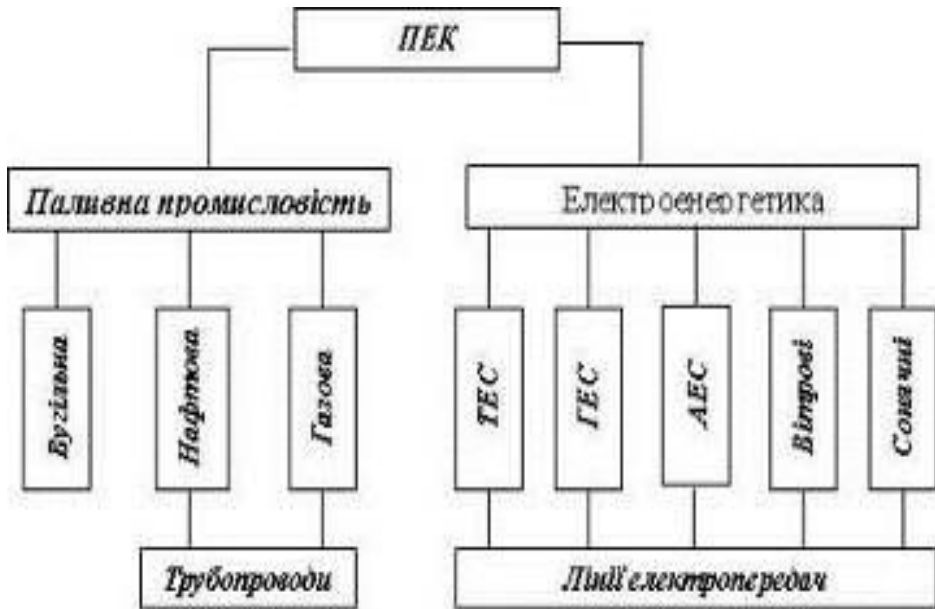 ПЕК
Паливна промисловість
Електроенергетика
Вугільна
Нафтова
Газова
ТЕС
ГЕС
АЕС
Вітрові
Сонячні
Трубопроводи
Лінії електропередач